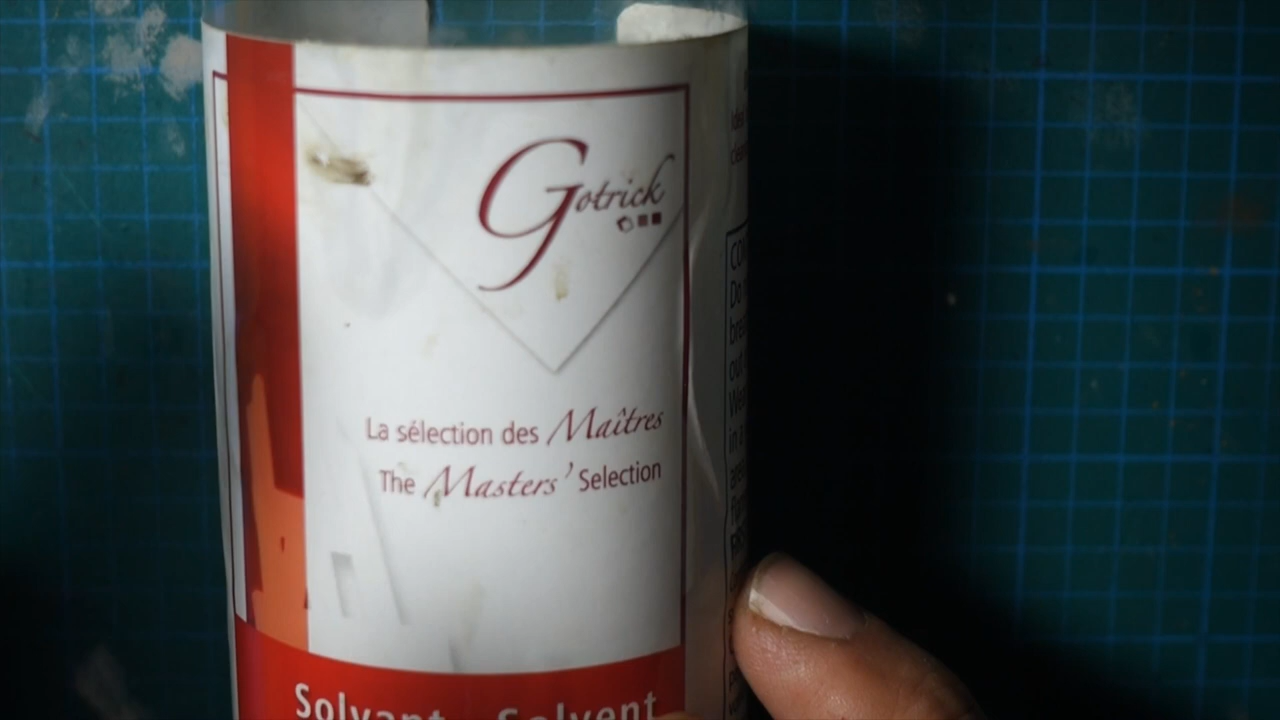 Gotrick
La sélection des Maîtres
The Masters' Selection
Solvant - Solvent